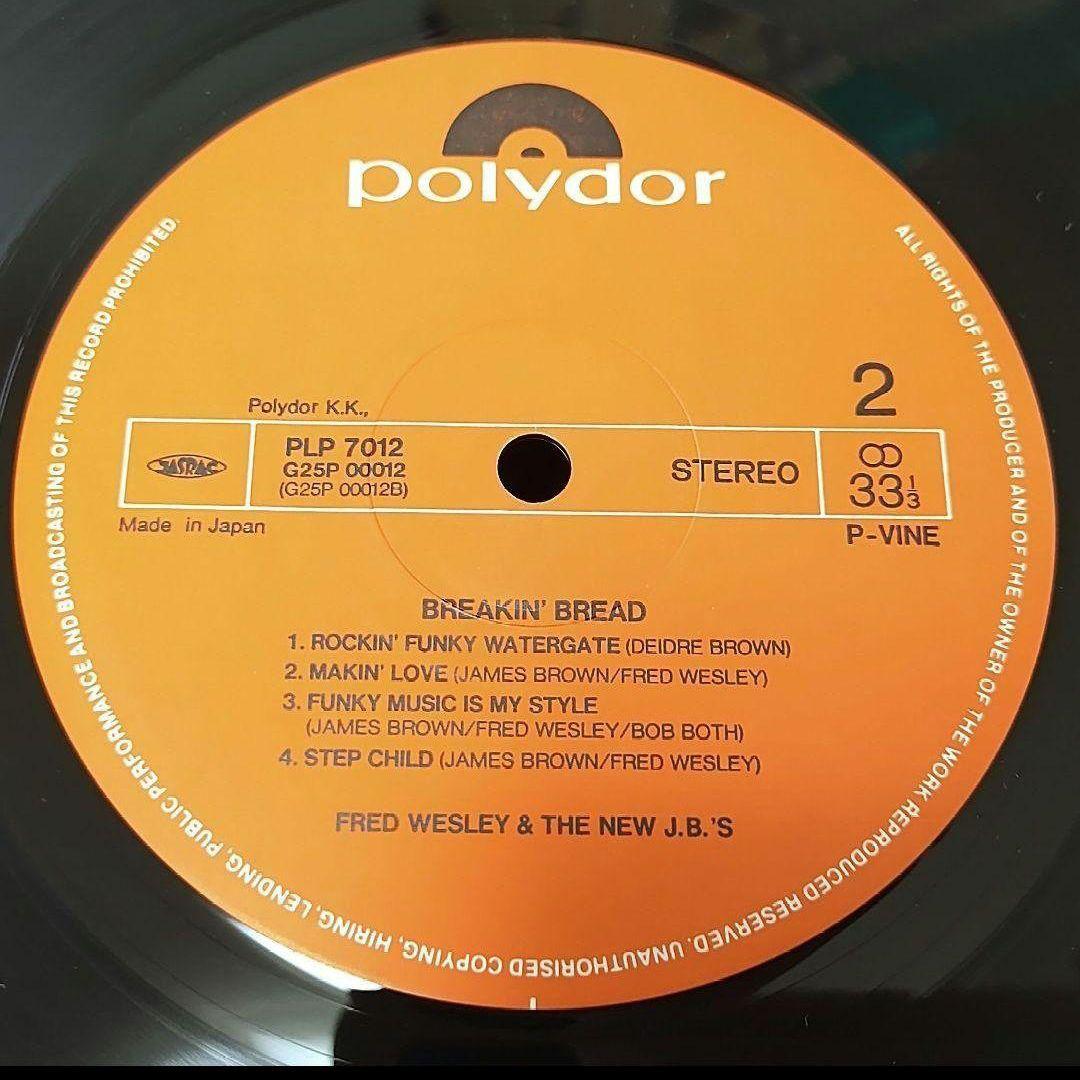 polydor
2
Polydor K.K.,
JASRAC
PLP 7012
G25P 00012
(G25P 00012B)
STEREO
33 1/3
Made in Japan
P-VINE
BREAKIN' BREAD
1. ROCKIN' FUNKY WATERGATE (DEIDRE BROWN)
2. MAKIN' LOVE (JAMES BROWN/FRED WESLEY)
3. FUNKY MUSIC IS MY STYLE
(JAMES BROWN/FRED WESLEY/BOB BOTH)
4. STEP CHILD (JAMES BROWN/FRED WESLEY)
FRED WESLEY & THE NEW J.B.'S
ALL RIGHTS OF THE PRODUCER AND OF THE OWNER OF THE WORK REPRODUCED RESERVED. UNAUTHORISED COPYING, HIRING, LENDING, PUBLIC PERFORMANCE AND BROADCASTING OF THIS RECORD PROHIBITED.